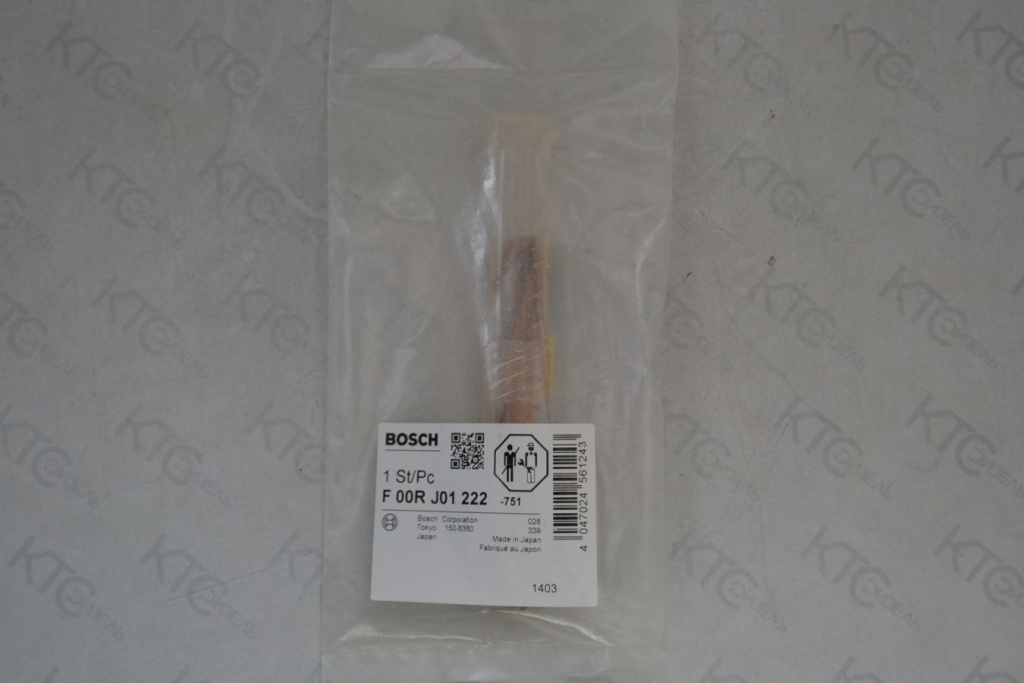 BOSCH
1 St/Pc
F 00R J01 222 -751
Bosch Corporation 028
Tokyo 150-8360 339
Japan Made in Japan
Fabriqué au Japon
1403
4 047024 561243